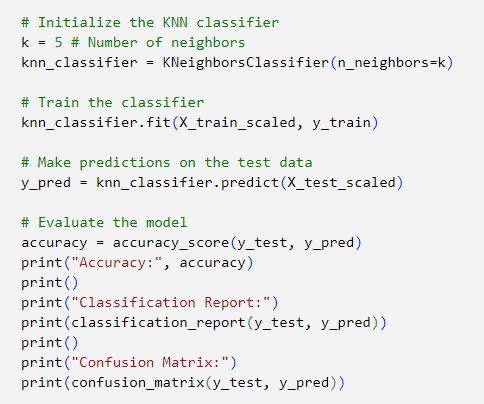 # Initialize the KNN classifier
k = 5 # Number of neighbors
knn_classifier = KNeighborsClassifier(n_neighbors=k)
# Train the classifier
knn_classifier.fit(X_train_scaled, y_train)
# Make predictions on the test data
y_pred = knn_classifier.predict(X_test_scaled)
# Evaluate the model
accuracy = accuracy_score(y_test, y_pred)
print("Accuracy:", accuracy)
print()
print("Classification Report:")
print(classification_report(y_test, y_pred))
print()
print("Confusion Matrix:")
print(confusion_matrix(y_test, y_pred))